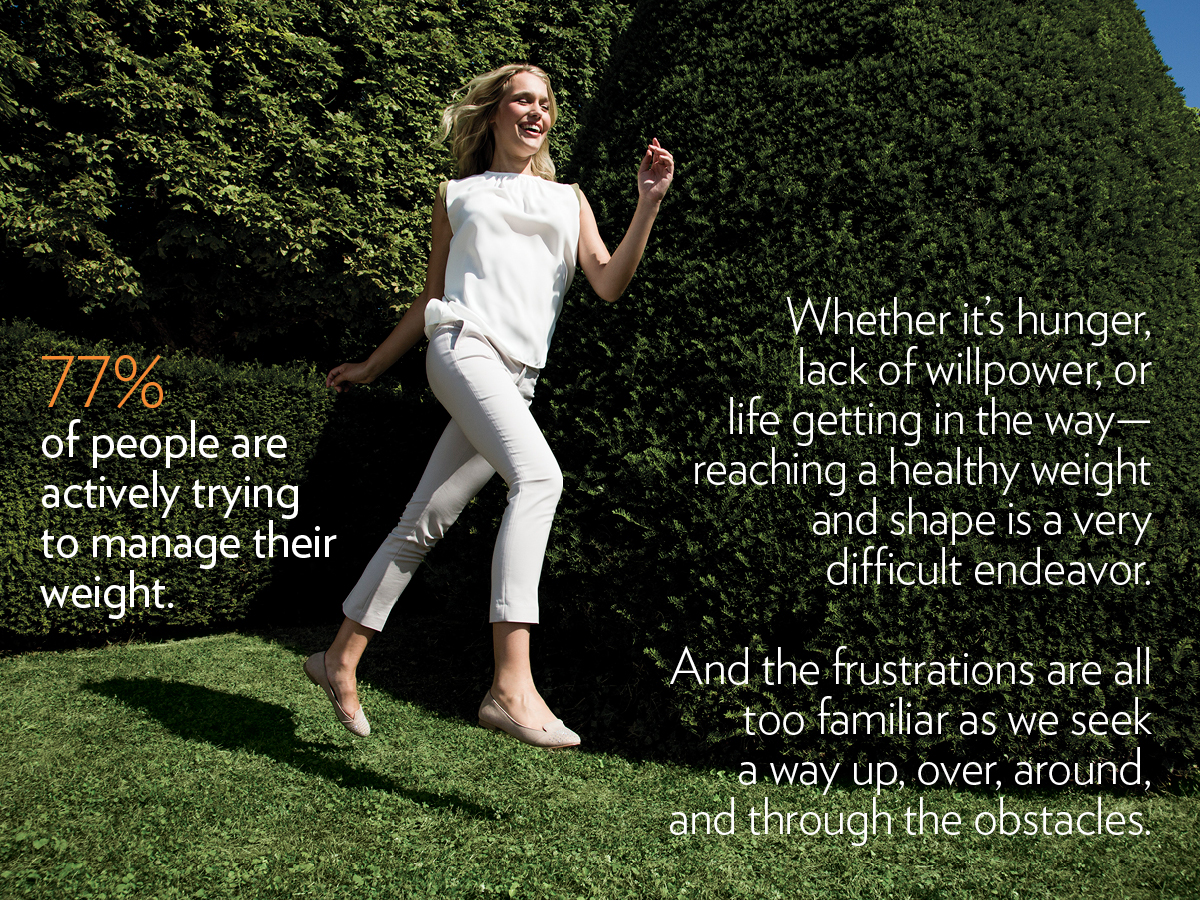 77%
of people are
actively trying
to manage their
weight.
Whether it’s hunger,
lack of willpower, or
life getting in the way—
reaching a healthy weight
and shape is a very
difficult endeavor.
And the frustrations are all
too familiar as we seek
a way up, over, around,
and through the obstacles.